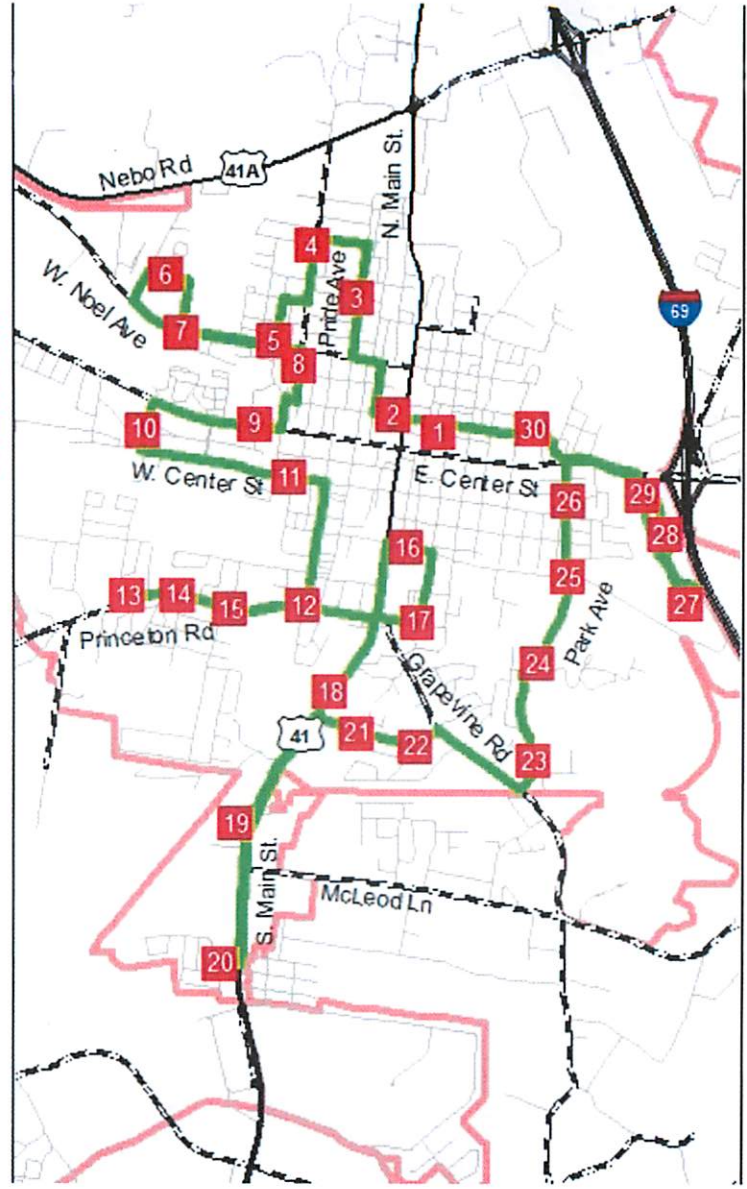 N. Main St.
Nebo Rd
41A
4
Pride Ave
6
3
W. Noel Ave
69
7
5
8
2
9
1
30
10
W. Center St
11
E. Center St
29
26
28
16
25
13
14
15
12
17
27
Princeton Rd
Park Ave
Grapevine Rd
24
18
41
21
22
23
19
S. Main St.
McLeod Ln
20